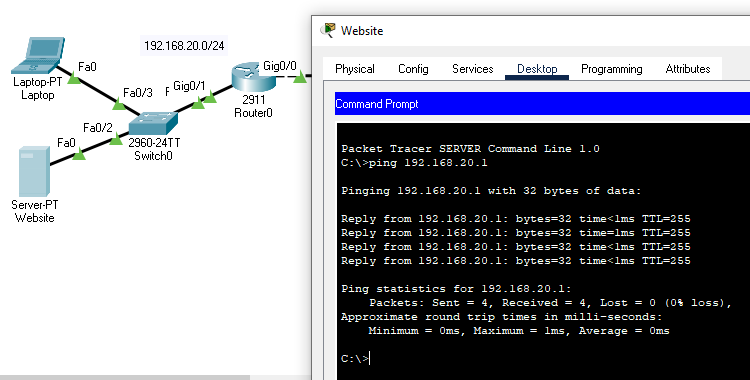 192.168.20.0/24
Fa0
Laptop-PT
Laptop
Fa0/3
F
Gig0/1
Gig0/0
2911
Router0
Fa0/2
2960-24TT
Switch0
Fa0
Server-PT
Website
Website
Physical Config Services Desktop Programming Attributes
Command Prompt
Packet Tracer SERVER Command Line 1.0
C:\>ping 192.168.20.1
Pinging 192.168.20.1 with 32 bytes of data:
Reply from 192.168.20.1: bytes=32 time<1ms TTL=255
Reply from 192.168.20.1: bytes=32 time=1ms TTL=255
Reply from 192.168.20.1: bytes=32 time<1ms TTL=255
Reply from 192.168.20.1: bytes=32 time<1ms TTL=255
Ping statistics for 192.168.20.1:
Packets: Sent = 4, Received = 4, Lost = 0 (0% loss),
Approximate round trip times in milli-seconds:
Minimum = 0ms, Maximum = 1ms, Average = 0ms
C:\>